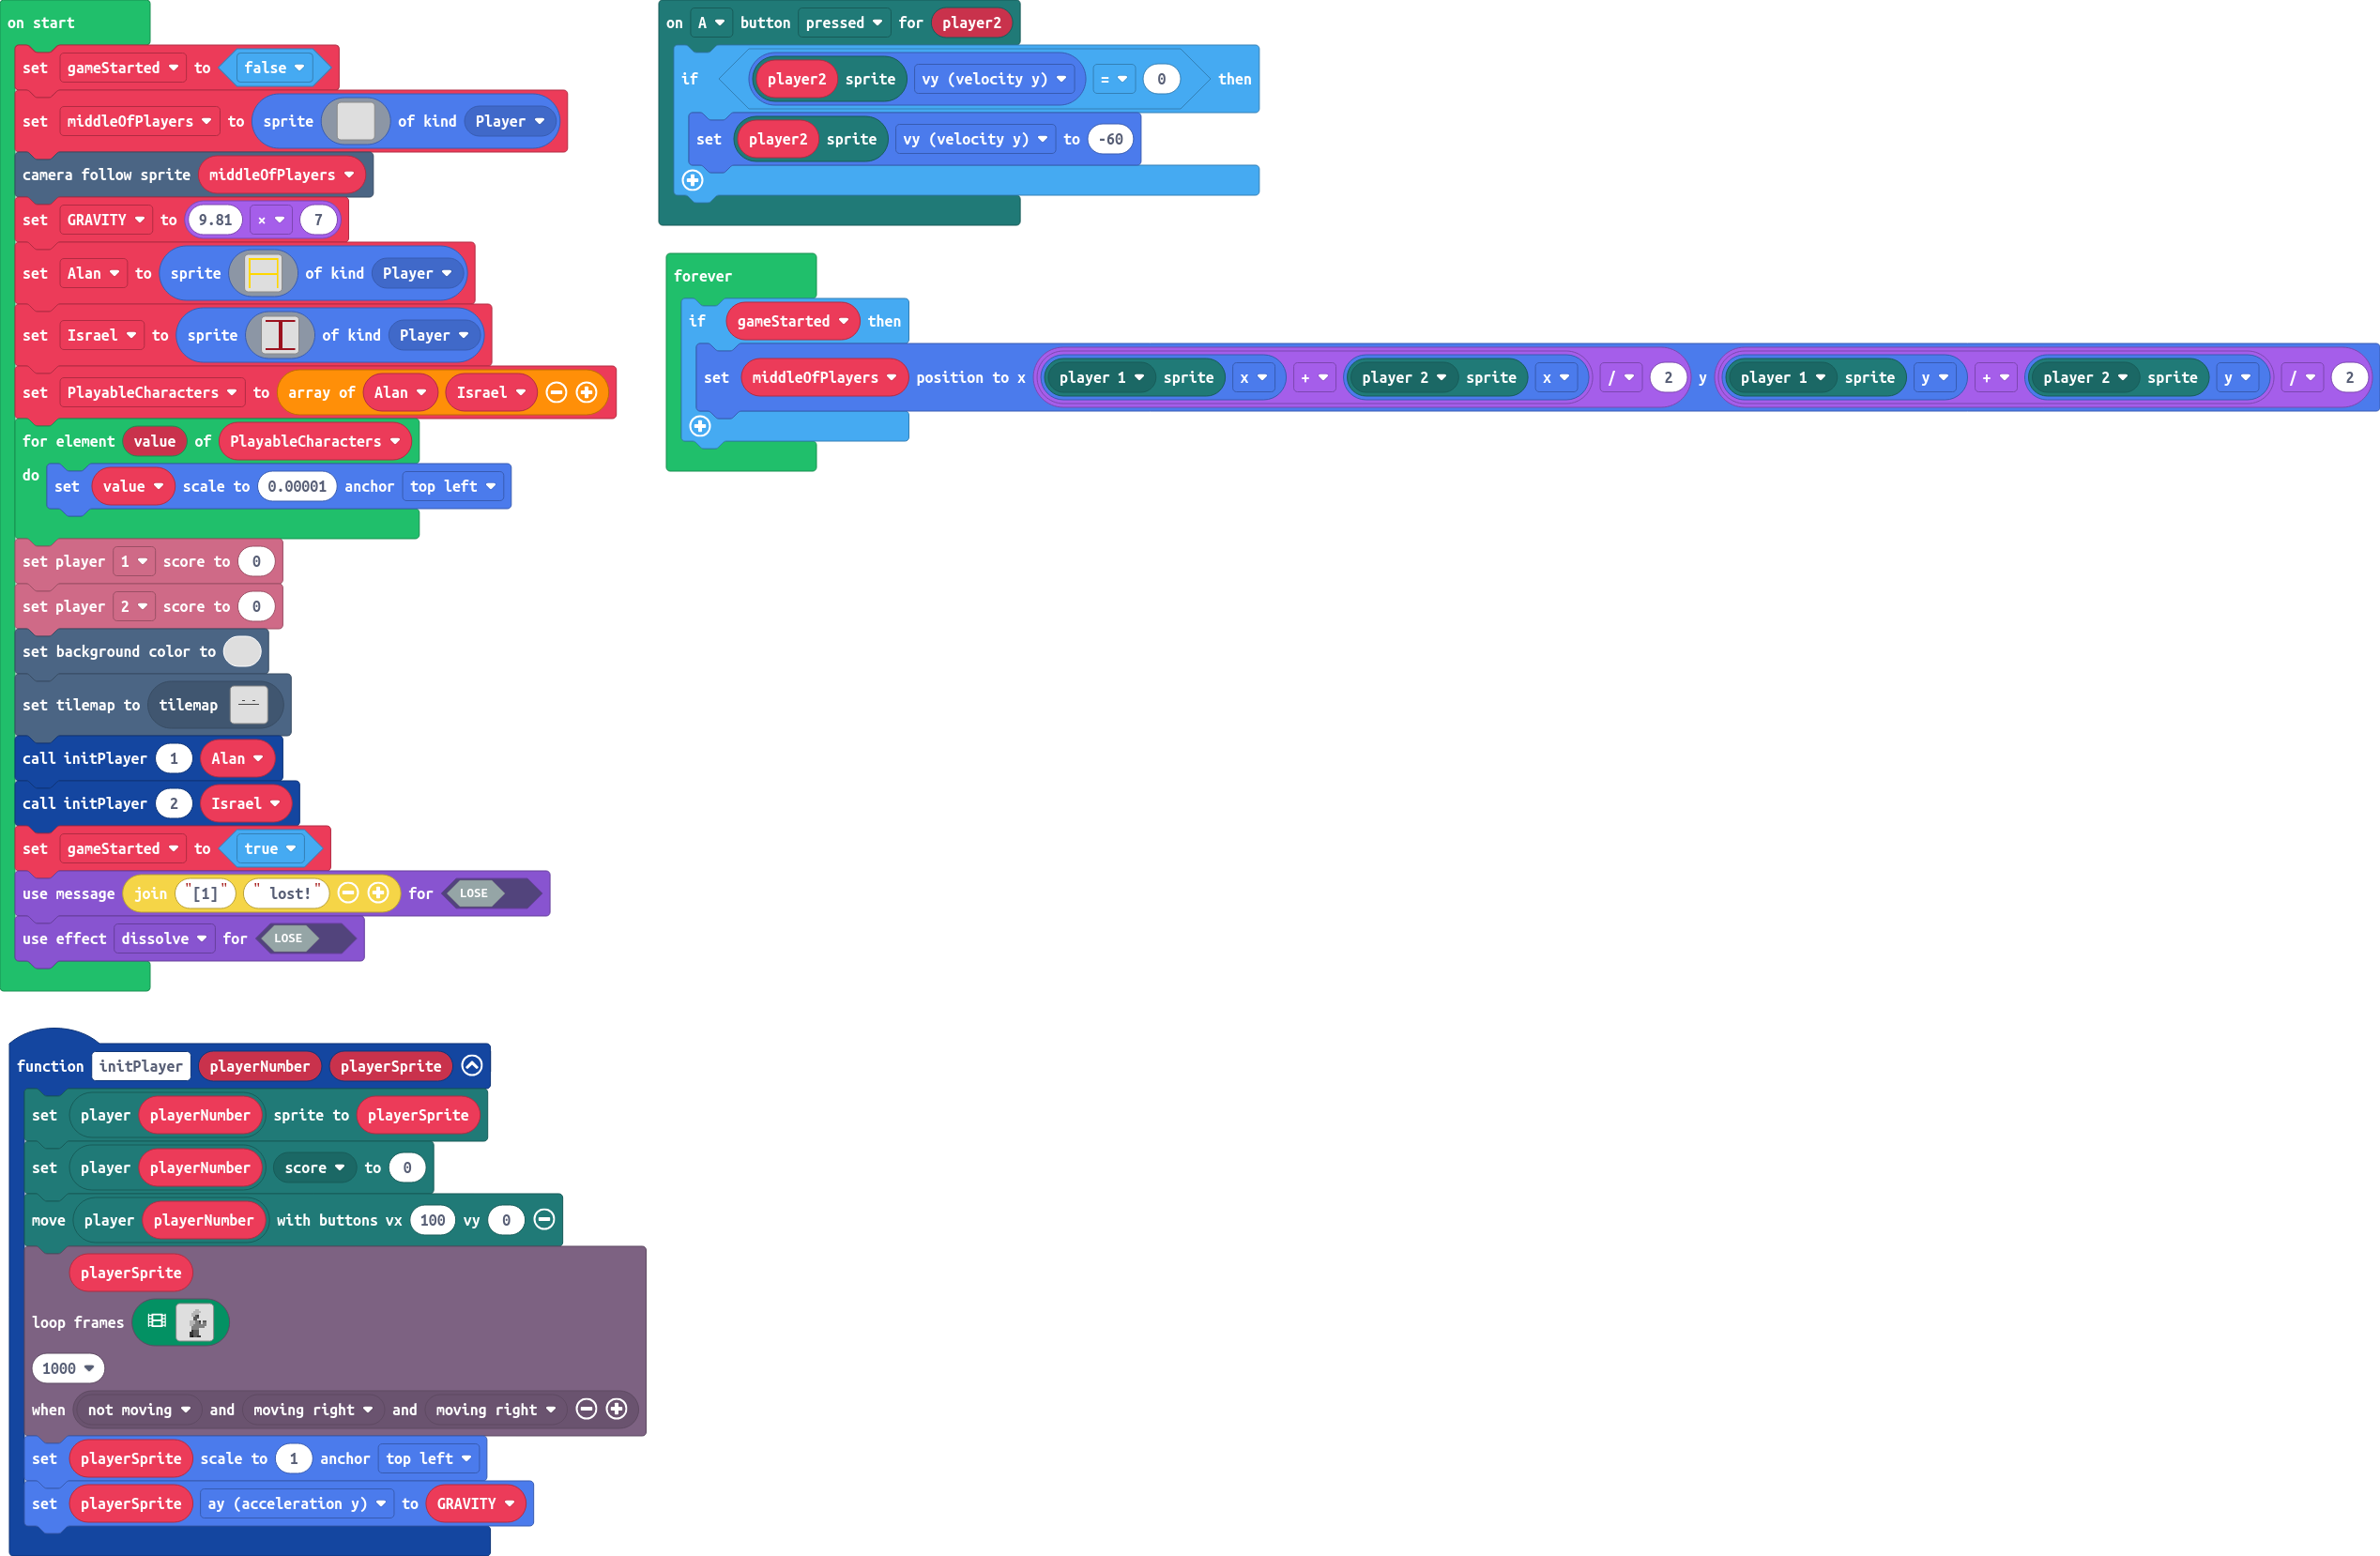 on start
set gameStarted to false
set middleOfPlayers to sprite of kind Player
camera follow sprite middleOfPlayers
set GRAVITY to 9.81 × 7
set Alan to sprite of kind Player
set Israel to sprite of kind Player
set PlayableCharacters to array of Alan Israel
for element value of PlayableCharacters
do set value scale to 0.00001 anchor top left
set player 1 score to 0
set player 2 score to 0
set background color to
set tilemap to tilemap
call initPlayer 1 Alan
call initPlayer 2 Israel
set gameStarted to true
use message join "[1]" " lost!" for LOSE
use effect dissolve for LOSE
function initPlayer playerNumber playerSprite
set player playerNumber sprite to playerSprite
set player playerNumber score to 0
move player playerNumber with buttons vx 100 vy 0
playerSprite
loop frames
1000
when not moving and moving right and moving right
set playerSprite scale to 1 anchor top left
set playerSprite ay (acceleration y) to GRAVITY
on A button pressed for player2
if player2 sprite vy (velocity y) = 0 then
set player2 sprite vy (velocity y) to -60
forever
if gameStarted then
set middleOfPlayers position to x player 1 sprite x + player 2 sprite x / 2 y player 1 sprite y + player 2 sprite y / 2